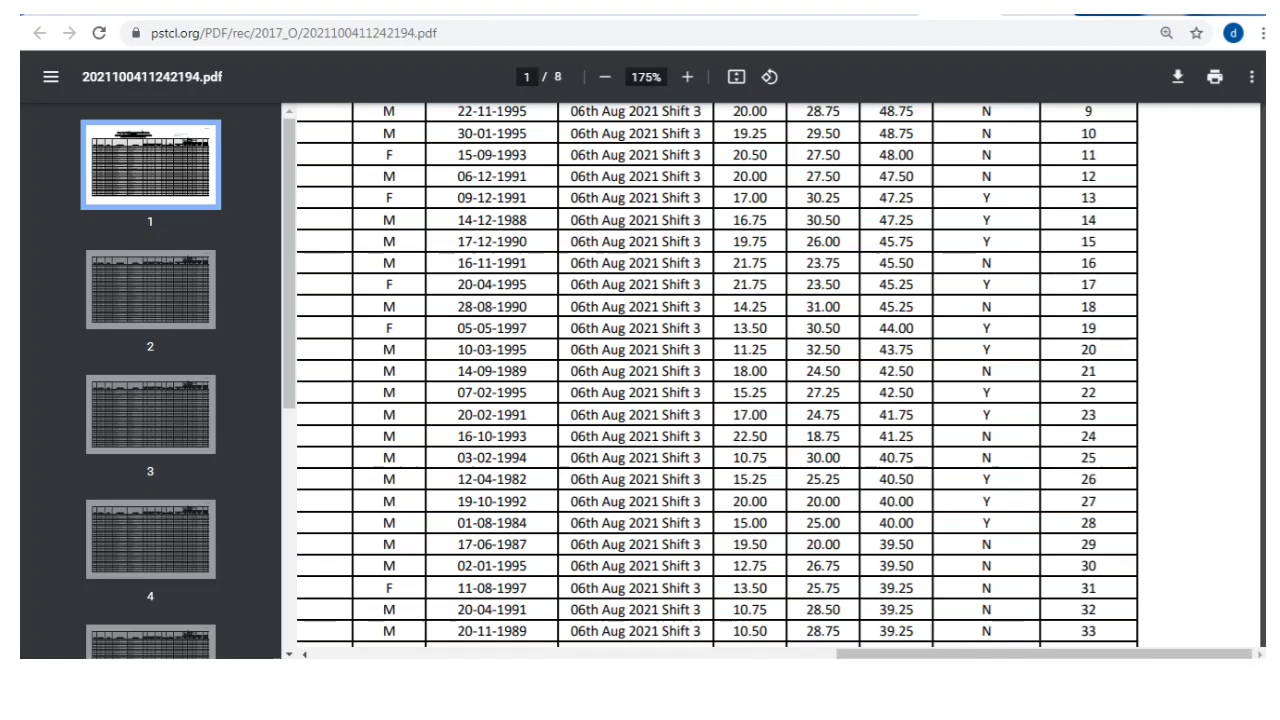 pstcl.org/PDF/rec/2017_O/2021100411242194.pdf
d
2021100411242194.pdf
1 / 8
175%
M 22-11-1995 06th Aug 2021 Shift 3 20.00 28.75 48.75 N 9
M 30-01-1995 06th Aug 2021 Shift 3 19.25 29.50 48.75 N 10
F 15-09-1993 06th Aug 2021 Shift 3 20.50 27.50 48.00 N 11
M 06-12-1991 06th Aug 2021 Shift 3 20.00 27.50 47.50 N 12
F 09-12-1991 06th Aug 2021 Shift 3 17.00 30.25 47.25 Y 13
M 14-12-1988 06th Aug 2021 Shift 3 16.75 30.50 47.25 Y 14
M 17-12-1990 06th Aug 2021 Shift 3 19.75 26.00 45.75 Y 15
M 16-11-1991 06th Aug 2021 Shift 3 21.75 23.75 45.50 N 16
F 20-04-1995 06th Aug 2021 Shift 3 21.75 23.50 45.25 Y 17
M 28-08-1990 06th Aug 2021 Shift 3 14.25 31.00 45.25 N 18
F 05-05-1997 06th Aug 2021 Shift 3 13.50 30.50 44.00 Y 19
M 10-03-1995 06th Aug 2021 Shift 3 11.25 32.50 43.75 Y 20
M 14-09-1989 06th Aug 2021 Shift 3 18.00 24.50 42.50 N 21
M 07-02-1995 06th Aug 2021 Shift 3 15.25 27.25 42.50 Y 22
M 20-02-1991 06th Aug 2021 Shift 3 17.00 24.75 41.75 Y 23
M 16-10-1993 06th Aug 2021 Shift 3 22.50 18.75 41.25 N 24
M 03-02-1994 06th Aug 2021 Shift 3 10.75 30.00 40.75 N 25
M 12-04-1982 06th Aug 2021 Shift 3 15.25 25.25 40.50 Y 26
M 19-10-1992 06th Aug 2021 Shift 3 20.00 20.00 40.00 Y 27
M 01-08-1984 06th Aug 2021 Shift 3 15.00 25.00 40.00 Y 28
M 17-06-1987 06th Aug 2021 Shift 3 19.50 20.00 39.50 N 29
M 02-01-1995 06th Aug 2021 Shift 3 12.75 26.75 39.50 N 30
F 11-08-1997 06th Aug 2021 Shift 3 13.50 25.75 39.25 N 31
M 20-04-1991 06th Aug 2021 Shift 3 10.75 28.50 39.25 N 32
M 20-11-1989 06th Aug 2021 Shift 3 10.50 28.75 39.25 N 33
1
2
3
4